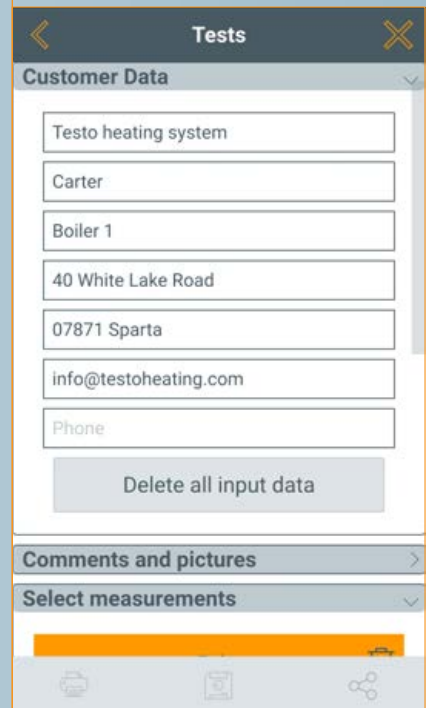 Tests
Customer Data
Testo heating system
Carter
Boiler 1
40 White Lake Road
07871 Sparta
info@testoheating.com
Phone
Delete all input data
Comments and pictures
Select measurements